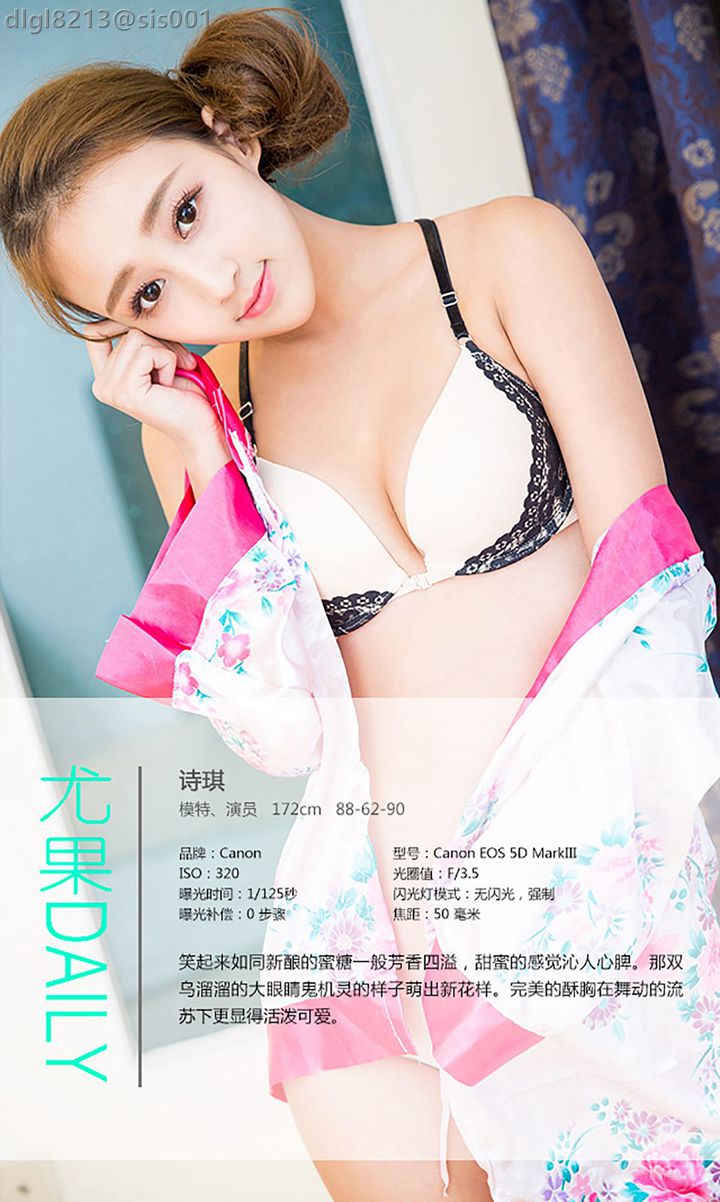 dlgl8213@sis001
诗琪
模特、演员 172cm 88-62-90
品牌：Canon 型号：Canon EOS 5D MarkIII
ISO：320 光圈值：F/3.5
曝光时间：1/125秒 闪光灯模式：无闪光，强制
曝光补偿：0 步骤 焦距：50 毫米
笑起来如同新酿的蜜糖一般芳香四溢，甜蜜的感觉沁人心脾。那双
乌溜溜的大眼睛鬼机灵的样子萌出新花样。完美的酥胸在舞动的流
苏下更显得活泼可爱。
尤果DAILY